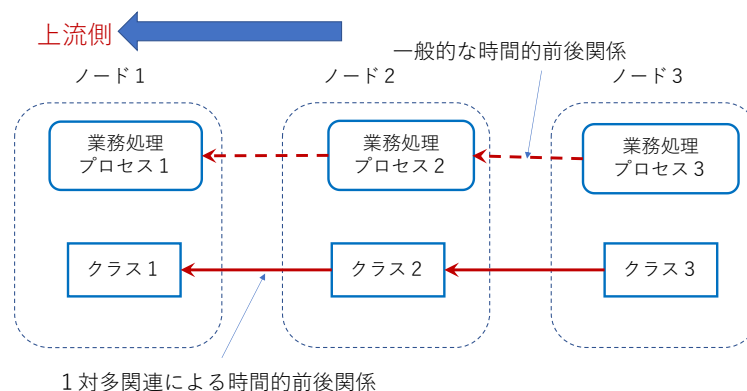 上流側
一般的な時間的前後関係
ノード１
ノード２
ノード３
業務処理
プロセス１
業務処理
プロセス２
業務処理
プロセス３
クラス１
クラス２
クラス３
１対多関連による時間的前後関係